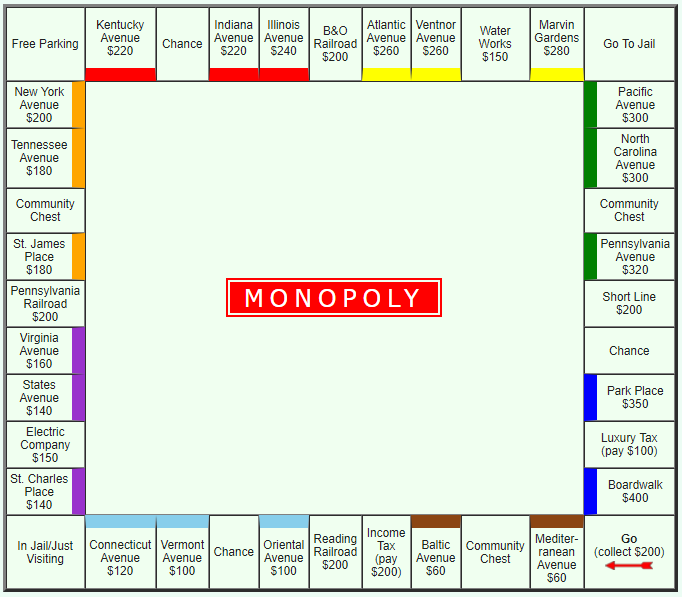 Free Parking
Kentucky
Avenue
$220
Chance
Indiana
Avenue
$220
Illinois
Avenue
$240
B&O
Railroad
$200
Atlantic
Avenue
$260
Ventnor
Avenue
$260
Water
Works
$150
Marvin
Gardens
$280
Go To Jail
New York
Avenue
$200
Tennessee
Avenue
$180
Community
Chest
St. James
Place
$180
Pennsylvania
Railroad
$200
Virginia
Avenue
$160
States
Avenue
$140
Electric
Company
$150
St. Charles
Place
$140
MONOPOLY
Pacific
Avenue
$300
North
Carolina
Avenue
$300
Community
Chest
Pennsylvania
Avenue
$320
Short Line
$200
Chance
Park Place
$350
Luxury Tax
(pay $100)
Boardwalk
$400
In Jail/Just
Visiting
Connecticut
Avenue
$120
Vermont
Avenue
$100
Chance
Oriental
Avenue
$100
Reading
Railroad
$200
Income
Tax
(pay
$200)
Baltic
Avenue
$60
Community
Chest
Mediter-
ranean
Avenue
$60
Go
(collect $200)